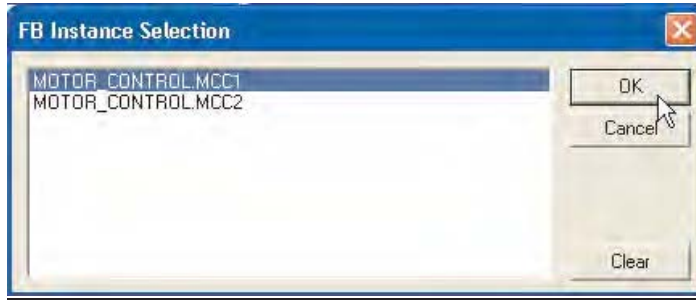 FB Instance Selection
MOTOR_CONTROL.MCC1
MOTOR_CONTROL.MCC2
OK
Cancel
Clear